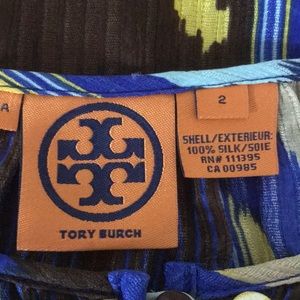 A
2
SHELL/EXTERIEUR:
100% SILK/SOIE
RN# 111395
CA 00985
TORY BURCH